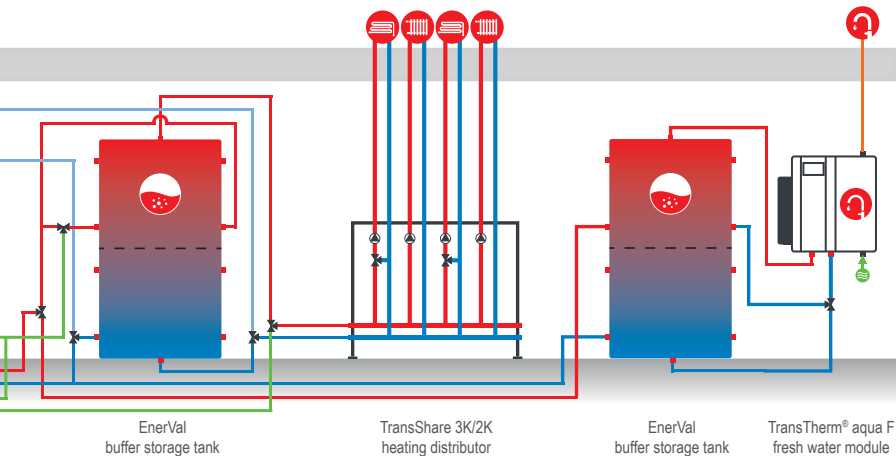 EnerVal
buffer storage tank
TransShare 3K/2K
heating distributor
EnerVal
buffer storage tank
TransTherm® aqua F
fresh water module